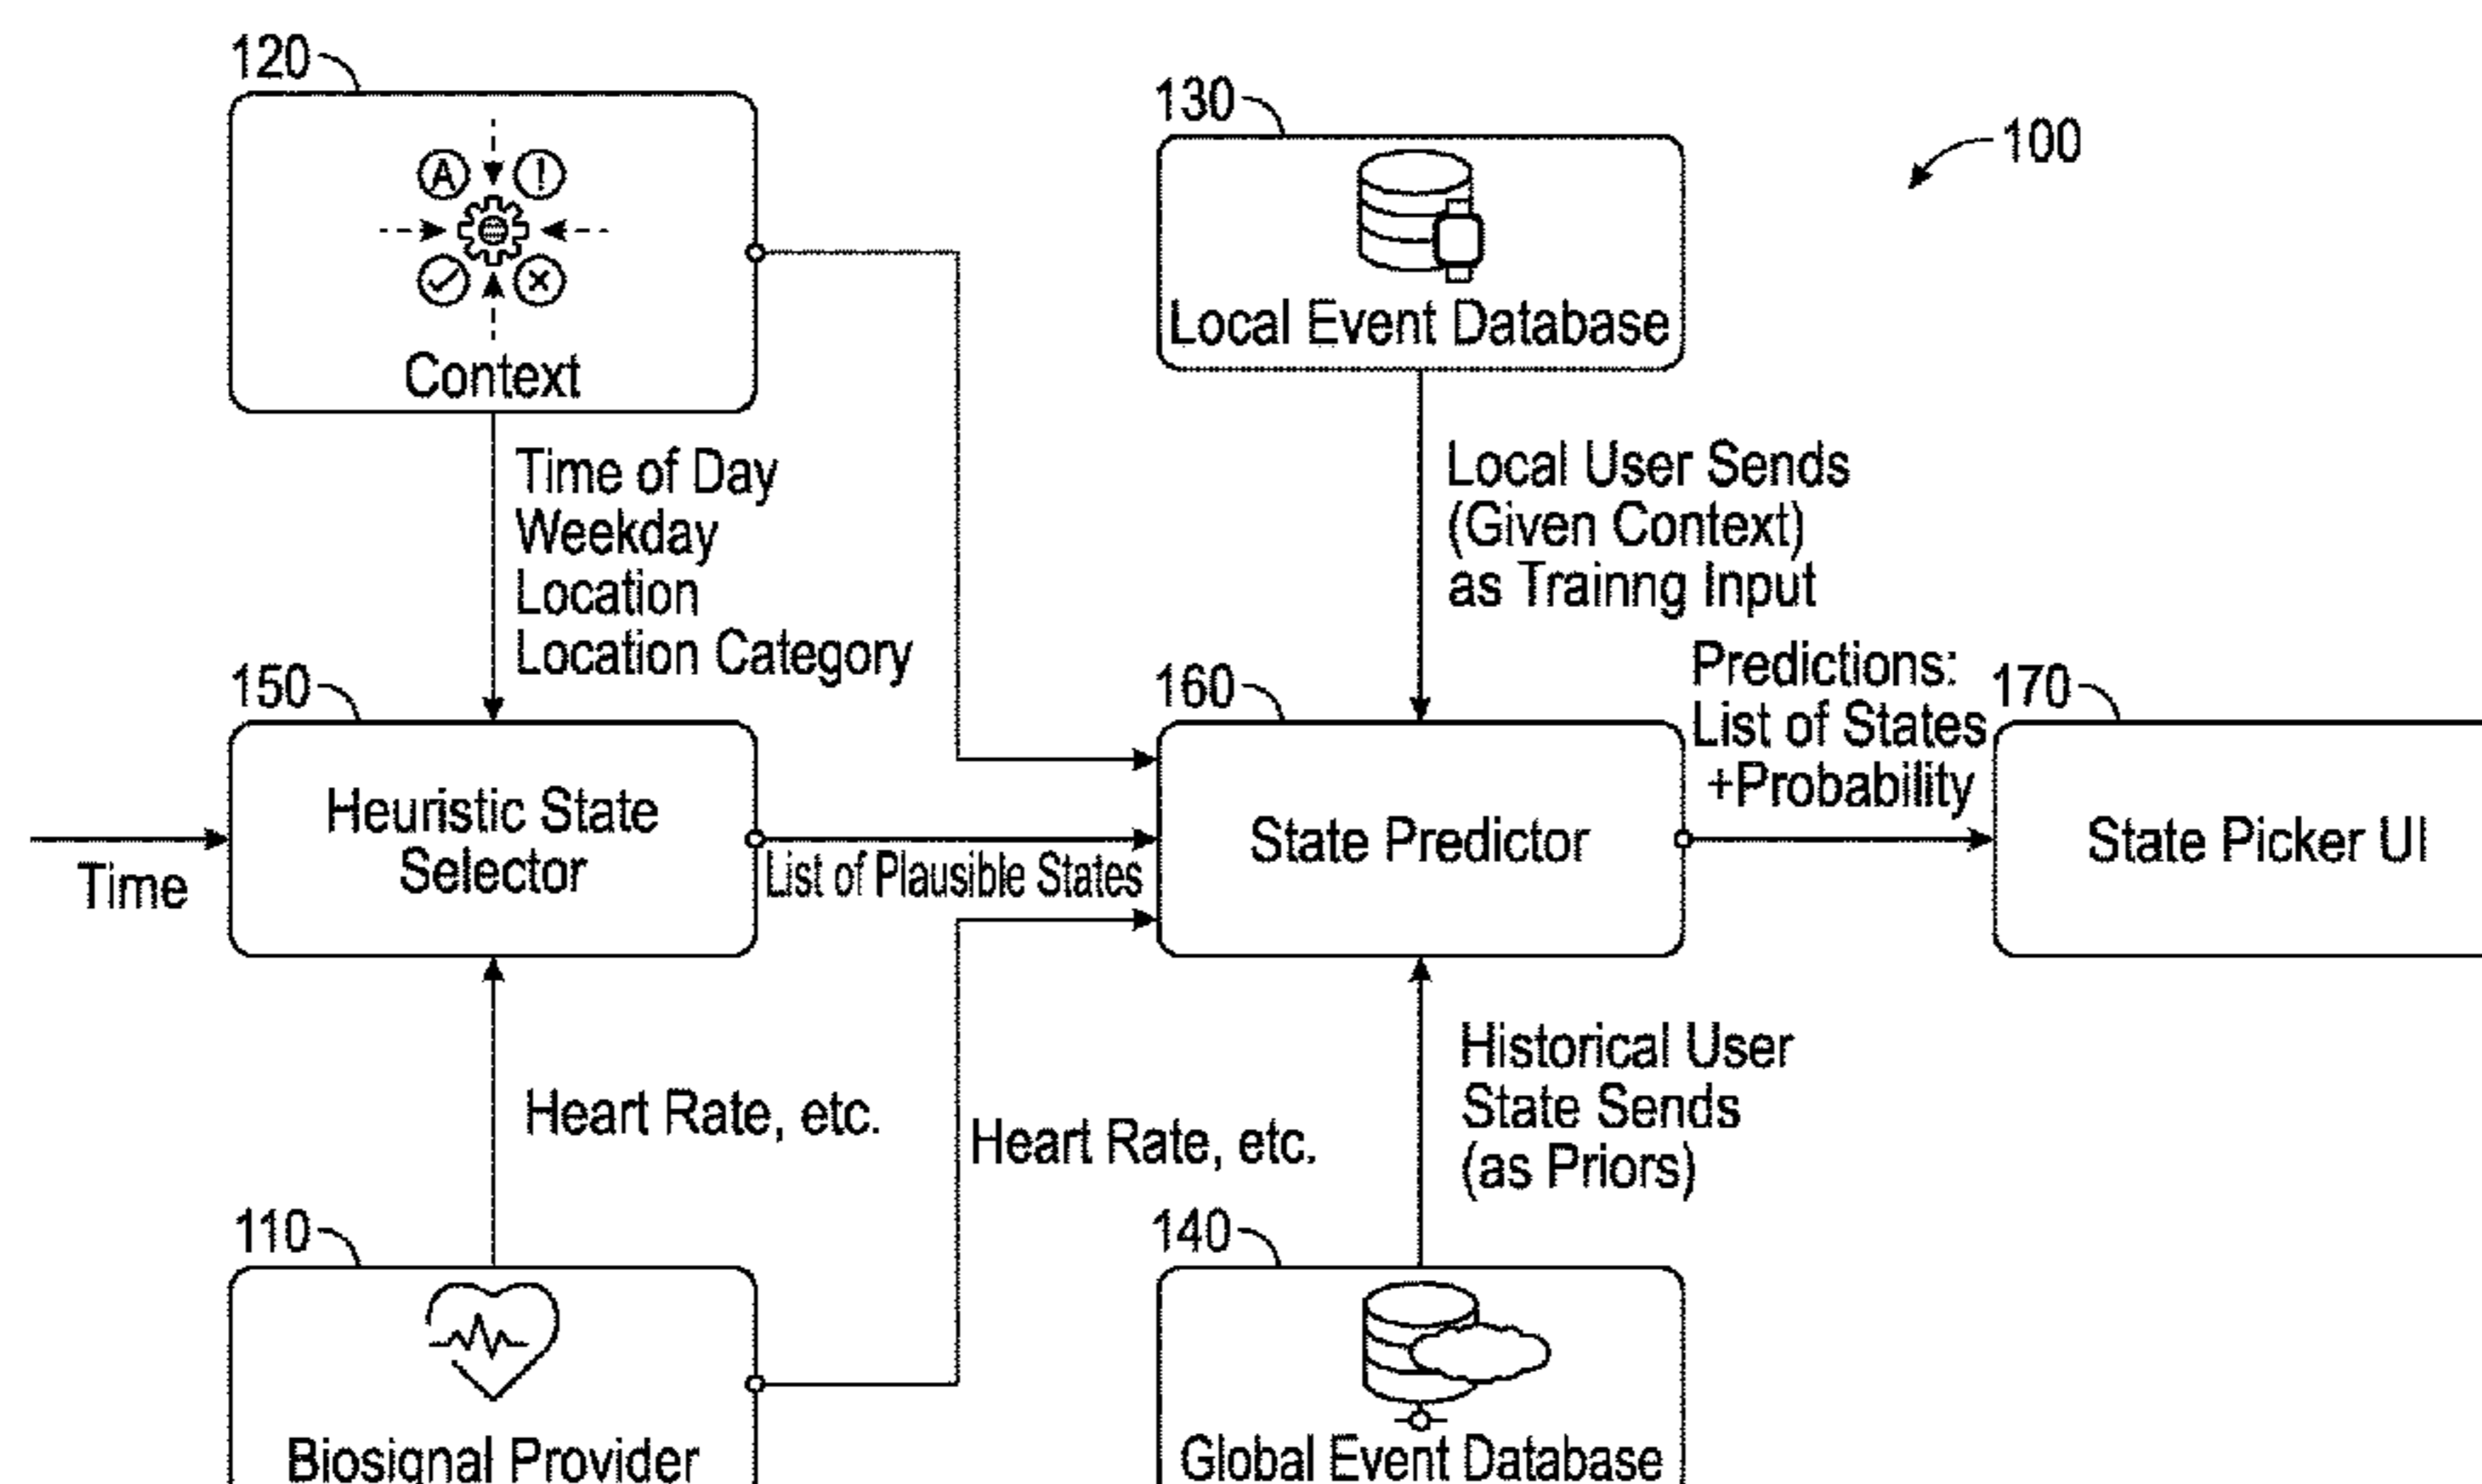 120
A
!
Context
130
Local Event Database
100
Time of Day
Weekday
Location
Location Category
Local User Sends
(Given Context)
as Trainng Input
150
Heuristic State
Selector
Time
List of Plausible States
160
State Predictor
Predictions:
List of States
+Probability
170
State Picker UI
Heart Rate, etc.
Heart Rate, etc.
Historical User
State Sends
(as Priors)
110
Biosignal Provider
140
Global Event Database